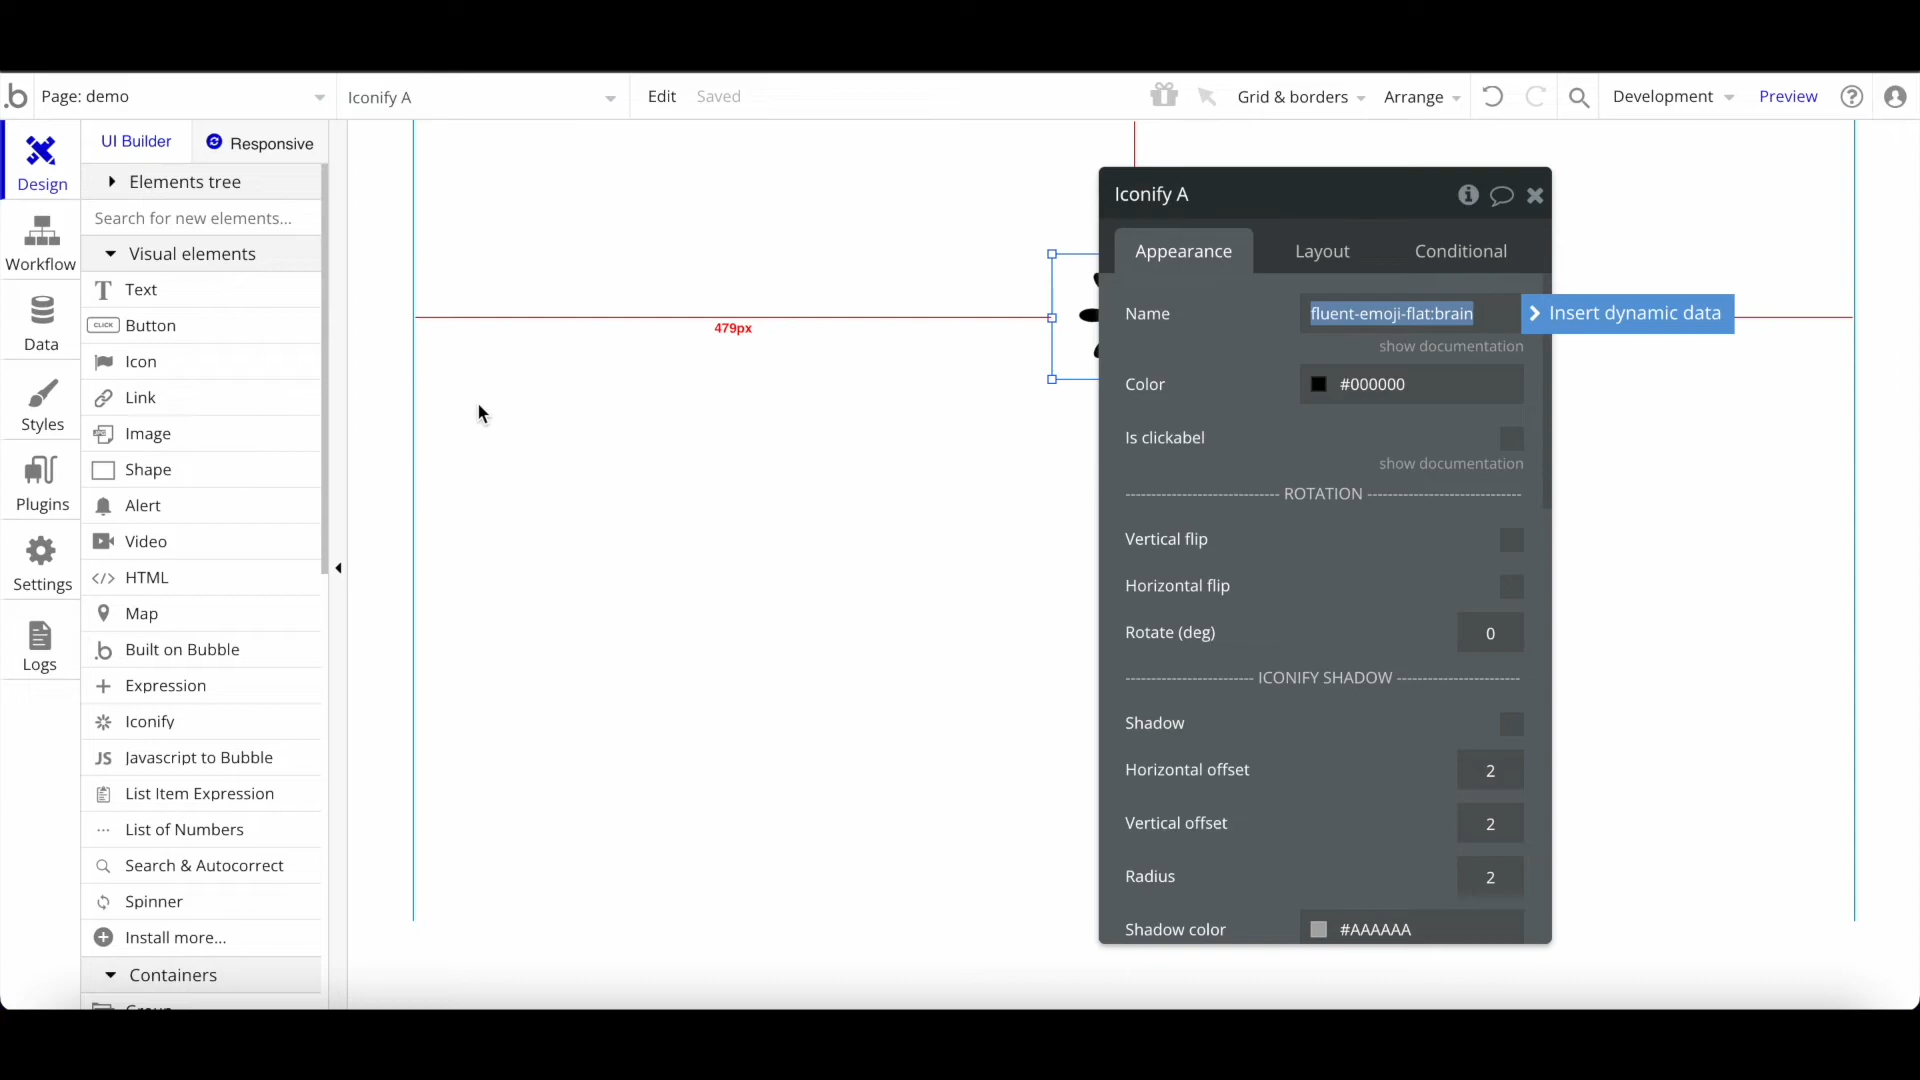 Page: demo
Iconify A
Edit
Saved
Grid & borders
Arrange
Development
Preview
UI Builder
Responsive
Design
Workflow
Data
Styles
Plugins
Settings
Logs
Elements tree
Search for new elements...
Visual elements
Text
CLICK Button
Icon
Link
Image
Shape
Alert
Video
</> HTML
Map
Built on Bubble
Expression
Iconify
JS Javascript to Bubble
List Item Expression
List of Numbers
Search & Autocorrect
Spinner
Install more...
Containers
Group
479px
Iconify A
Appearance
Layout
Conditional
Name
fluent-emoji-flat:brain
Insert dynamic data
show documentation
Color
#000000
Is clickabel
show documentation
ROTATION
Vertical flip
Horizontal flip
Rotate (deg)
0
ICONIFY SHADOW
Shadow
Horizontal offset
2
Vertical offset
2
Radius
2
Shadow color
#AAAAAA